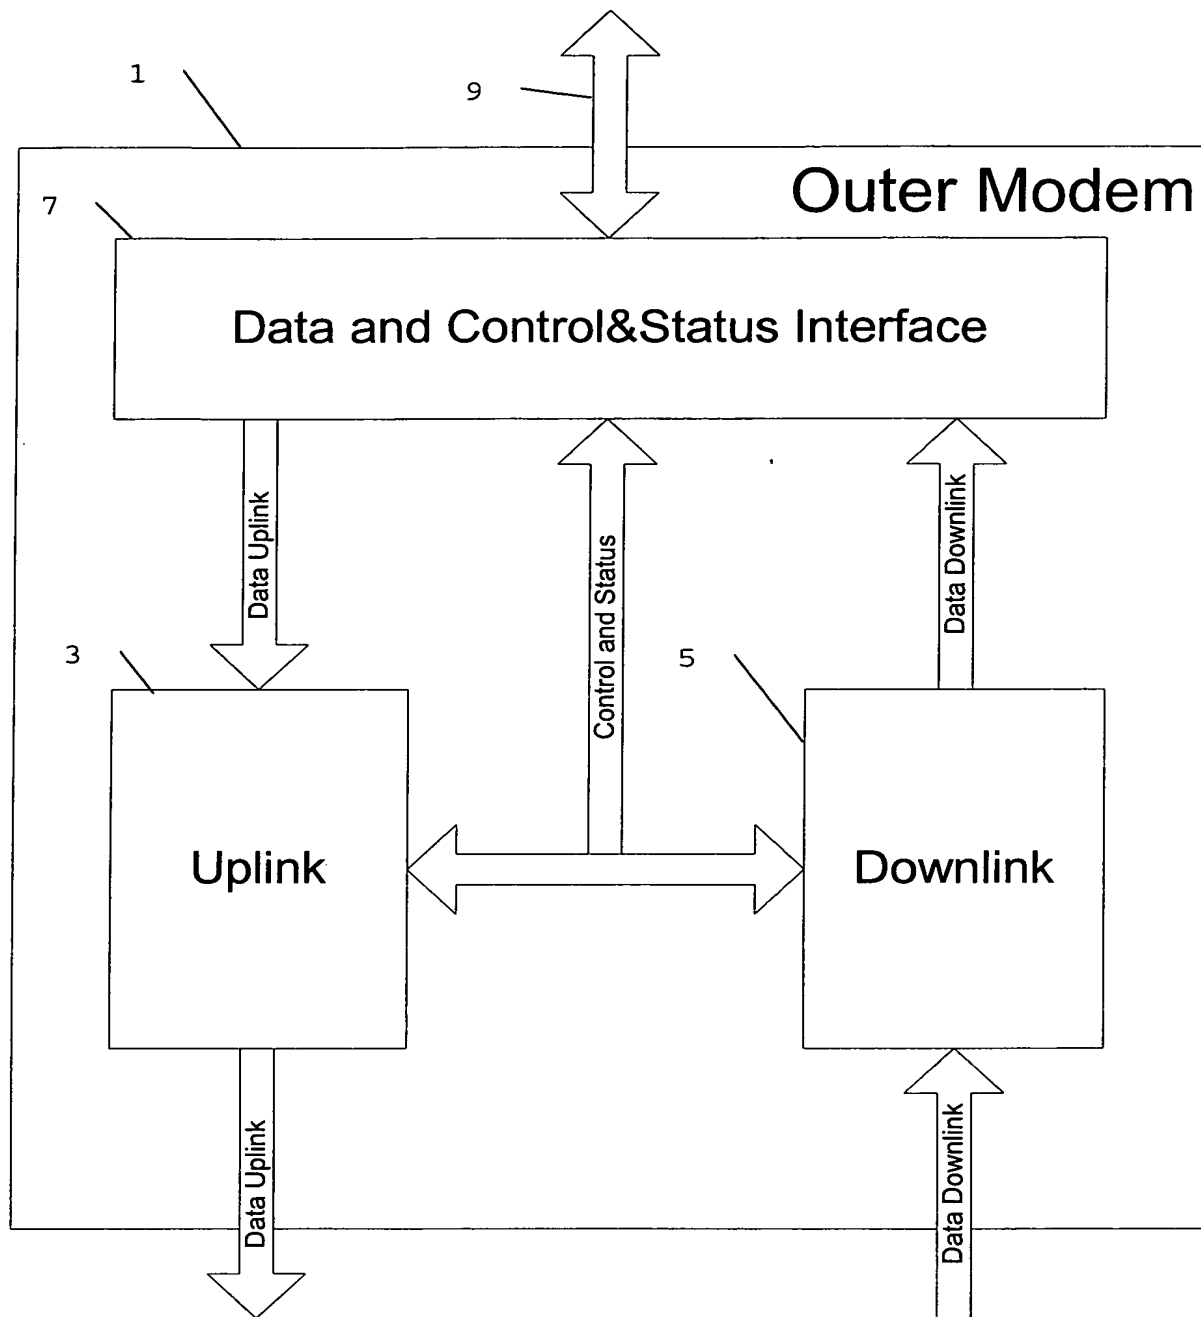 1
9
Outer Modem
7
Data and Control&Status Interface
Data Uplink
Control and Status
Data Downlink
3
5
Uplink
Downlink
Data Uplink
Data Downlink